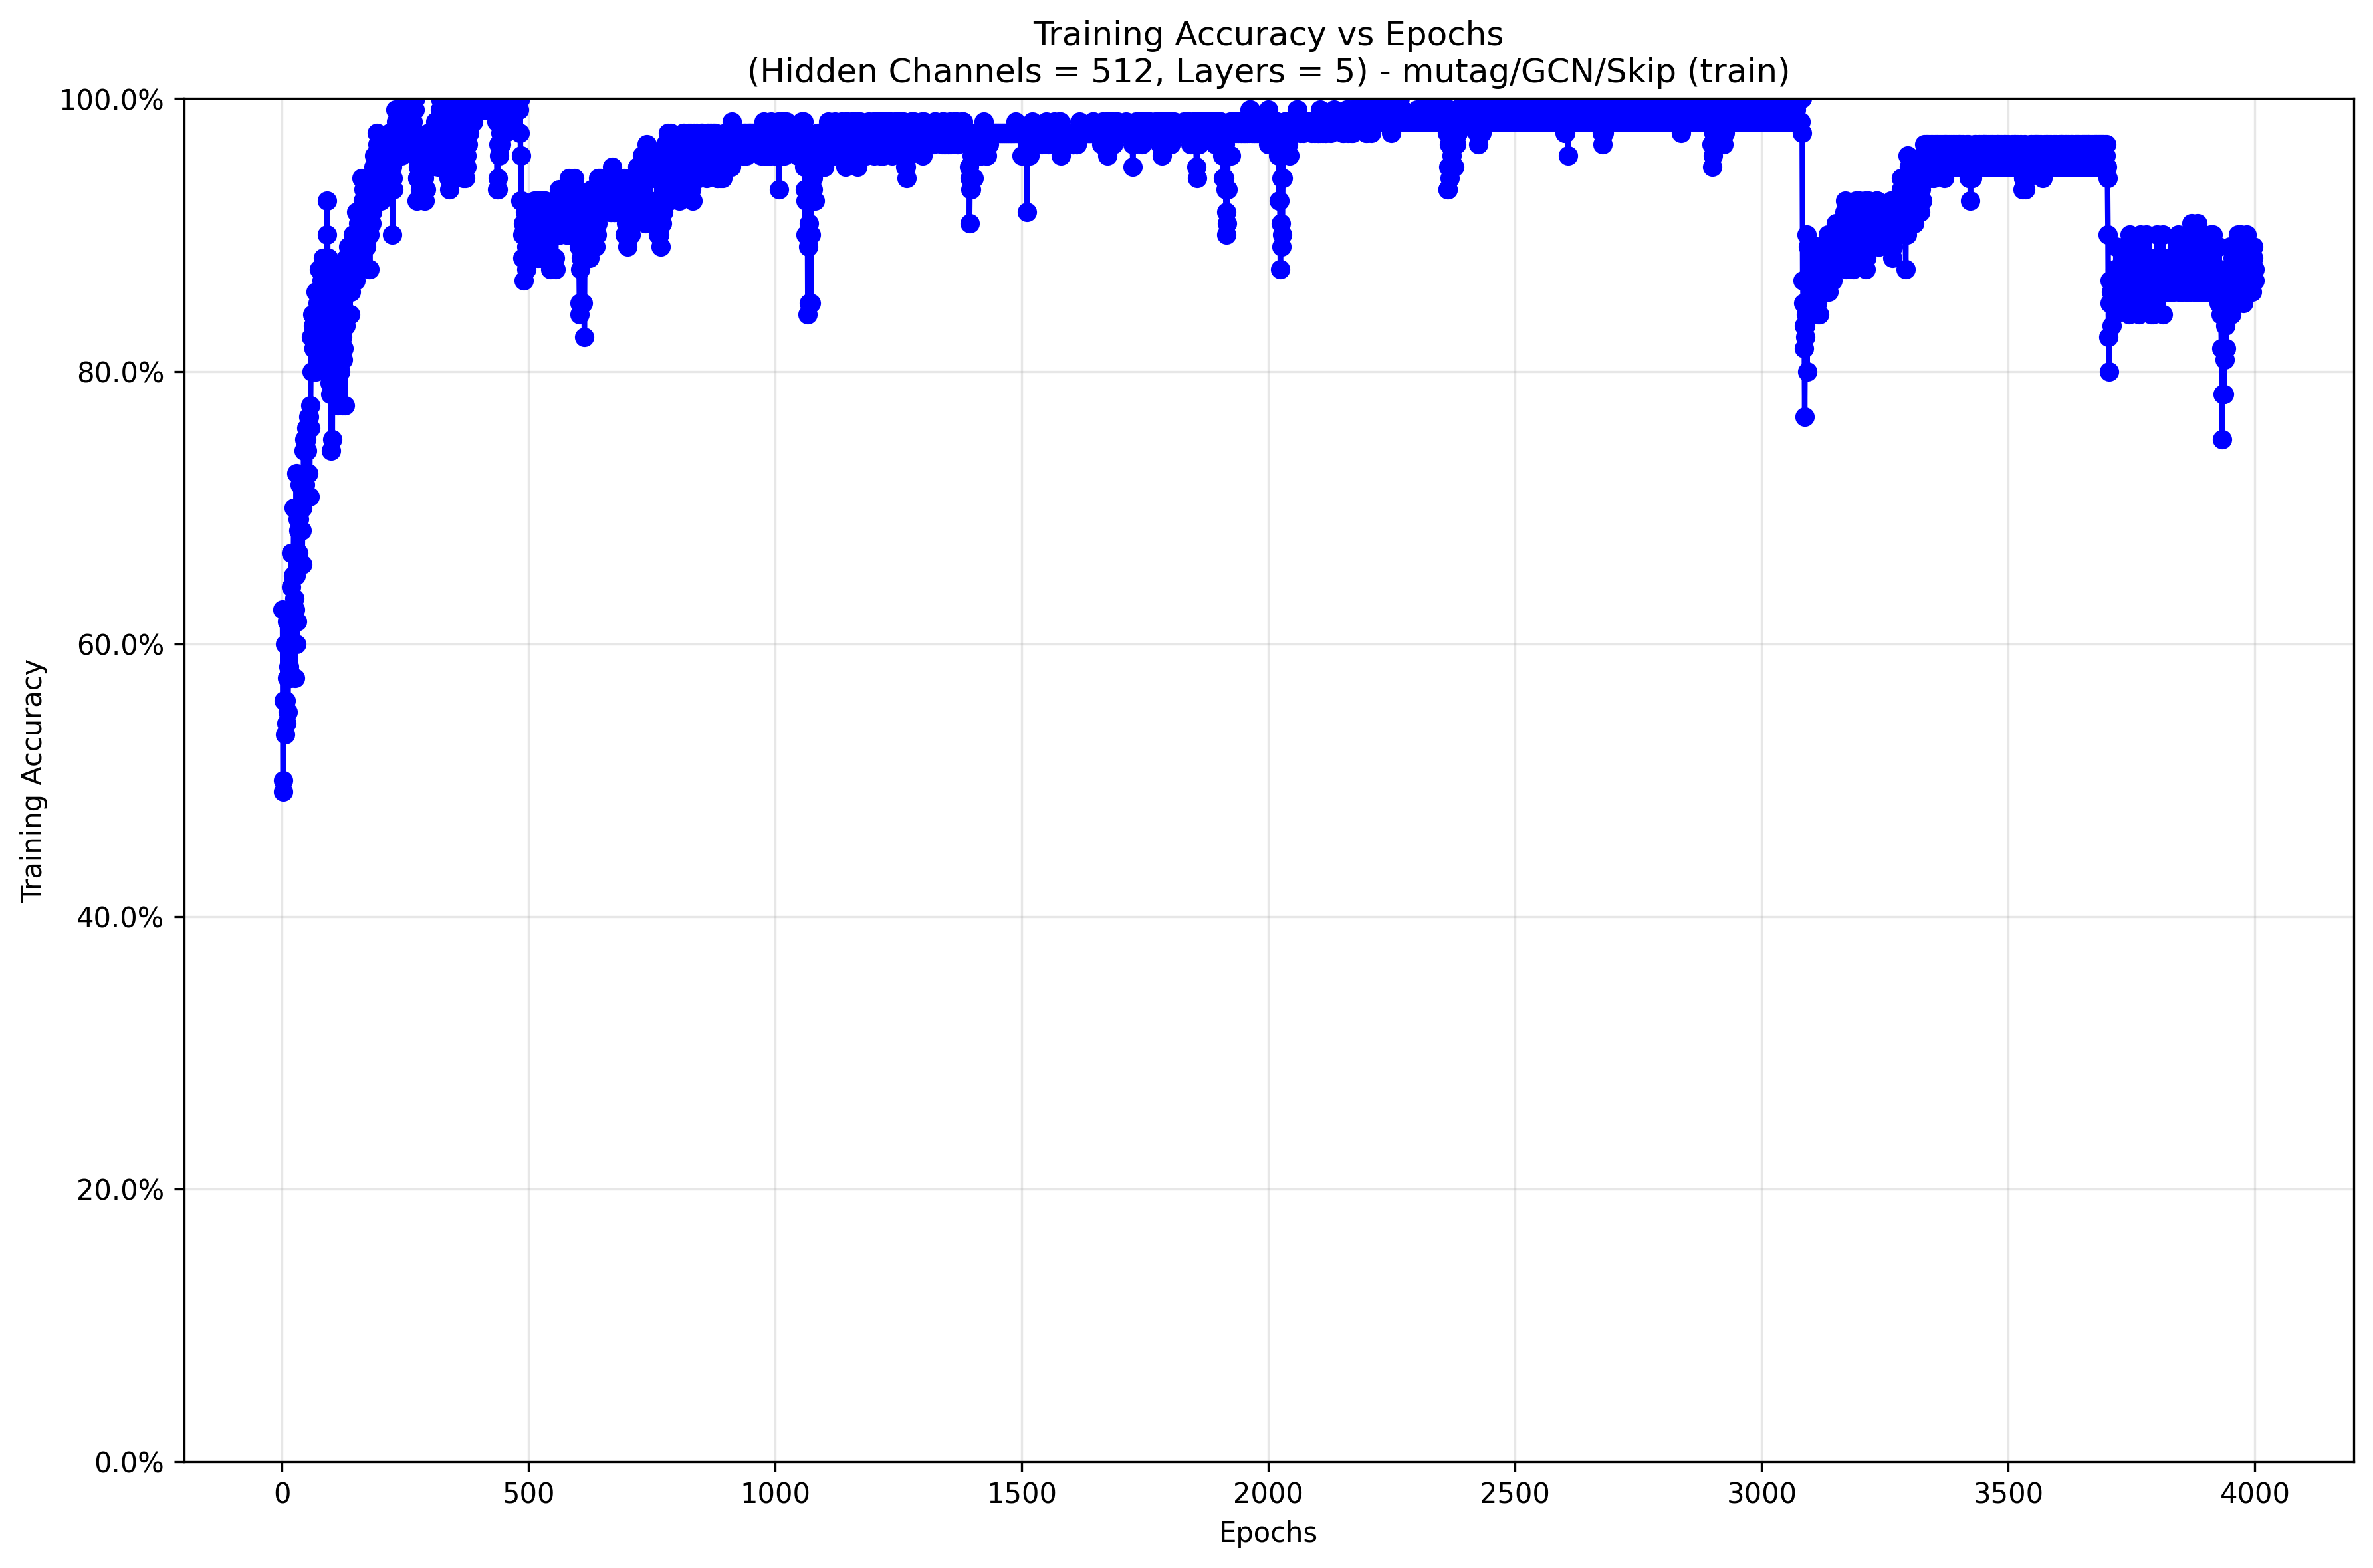 Training Accuracy vs Epochs
(Hidden Channels = 512, Layers = 5) - mutag/GCN/Skip (train)
100.0%
80.0%
60.0%
40.0%
20.0%
0.0%
Training Accuracy
0 500 1000 1500 2000 2500 3000 3500 4000
Epochs